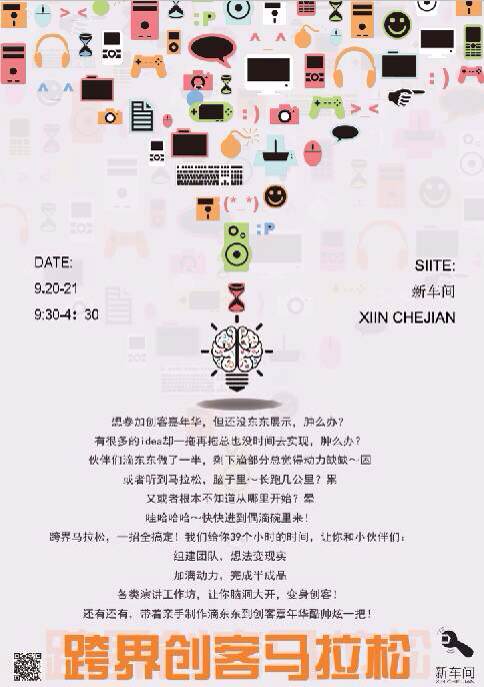 DATE:
9.20-21
9:30-4：30
SIITE:
新车间
XIIN CHEJIAN
想参加创客嘉年华，但还没东东展示，肿么办？
有很多的idea却一拖再拖总也没时间去实现，肿么办？
伙伴们滴东东做了一半，剩下滴部分总觉得动力缺缺～囧
或者听到马拉松，脑子里～长跑几公里？累
又或者根本不知道从哪里开始？晕
哇哈哈哈～快快进到偶滴碗里来！
跨界马拉松，一招全搞定！我们给你39个小时的时间，让你和小伙伴们：
组建团队，想法变现实
加满动力，完成半成品
各类演讲工作坊，让你脑洞大开，变身创客！
还有还有，带着亲手制作滴东东到创客嘉年华酷帅炫一把！
跨界创客马拉松
新车间
XIN CHEJIAN